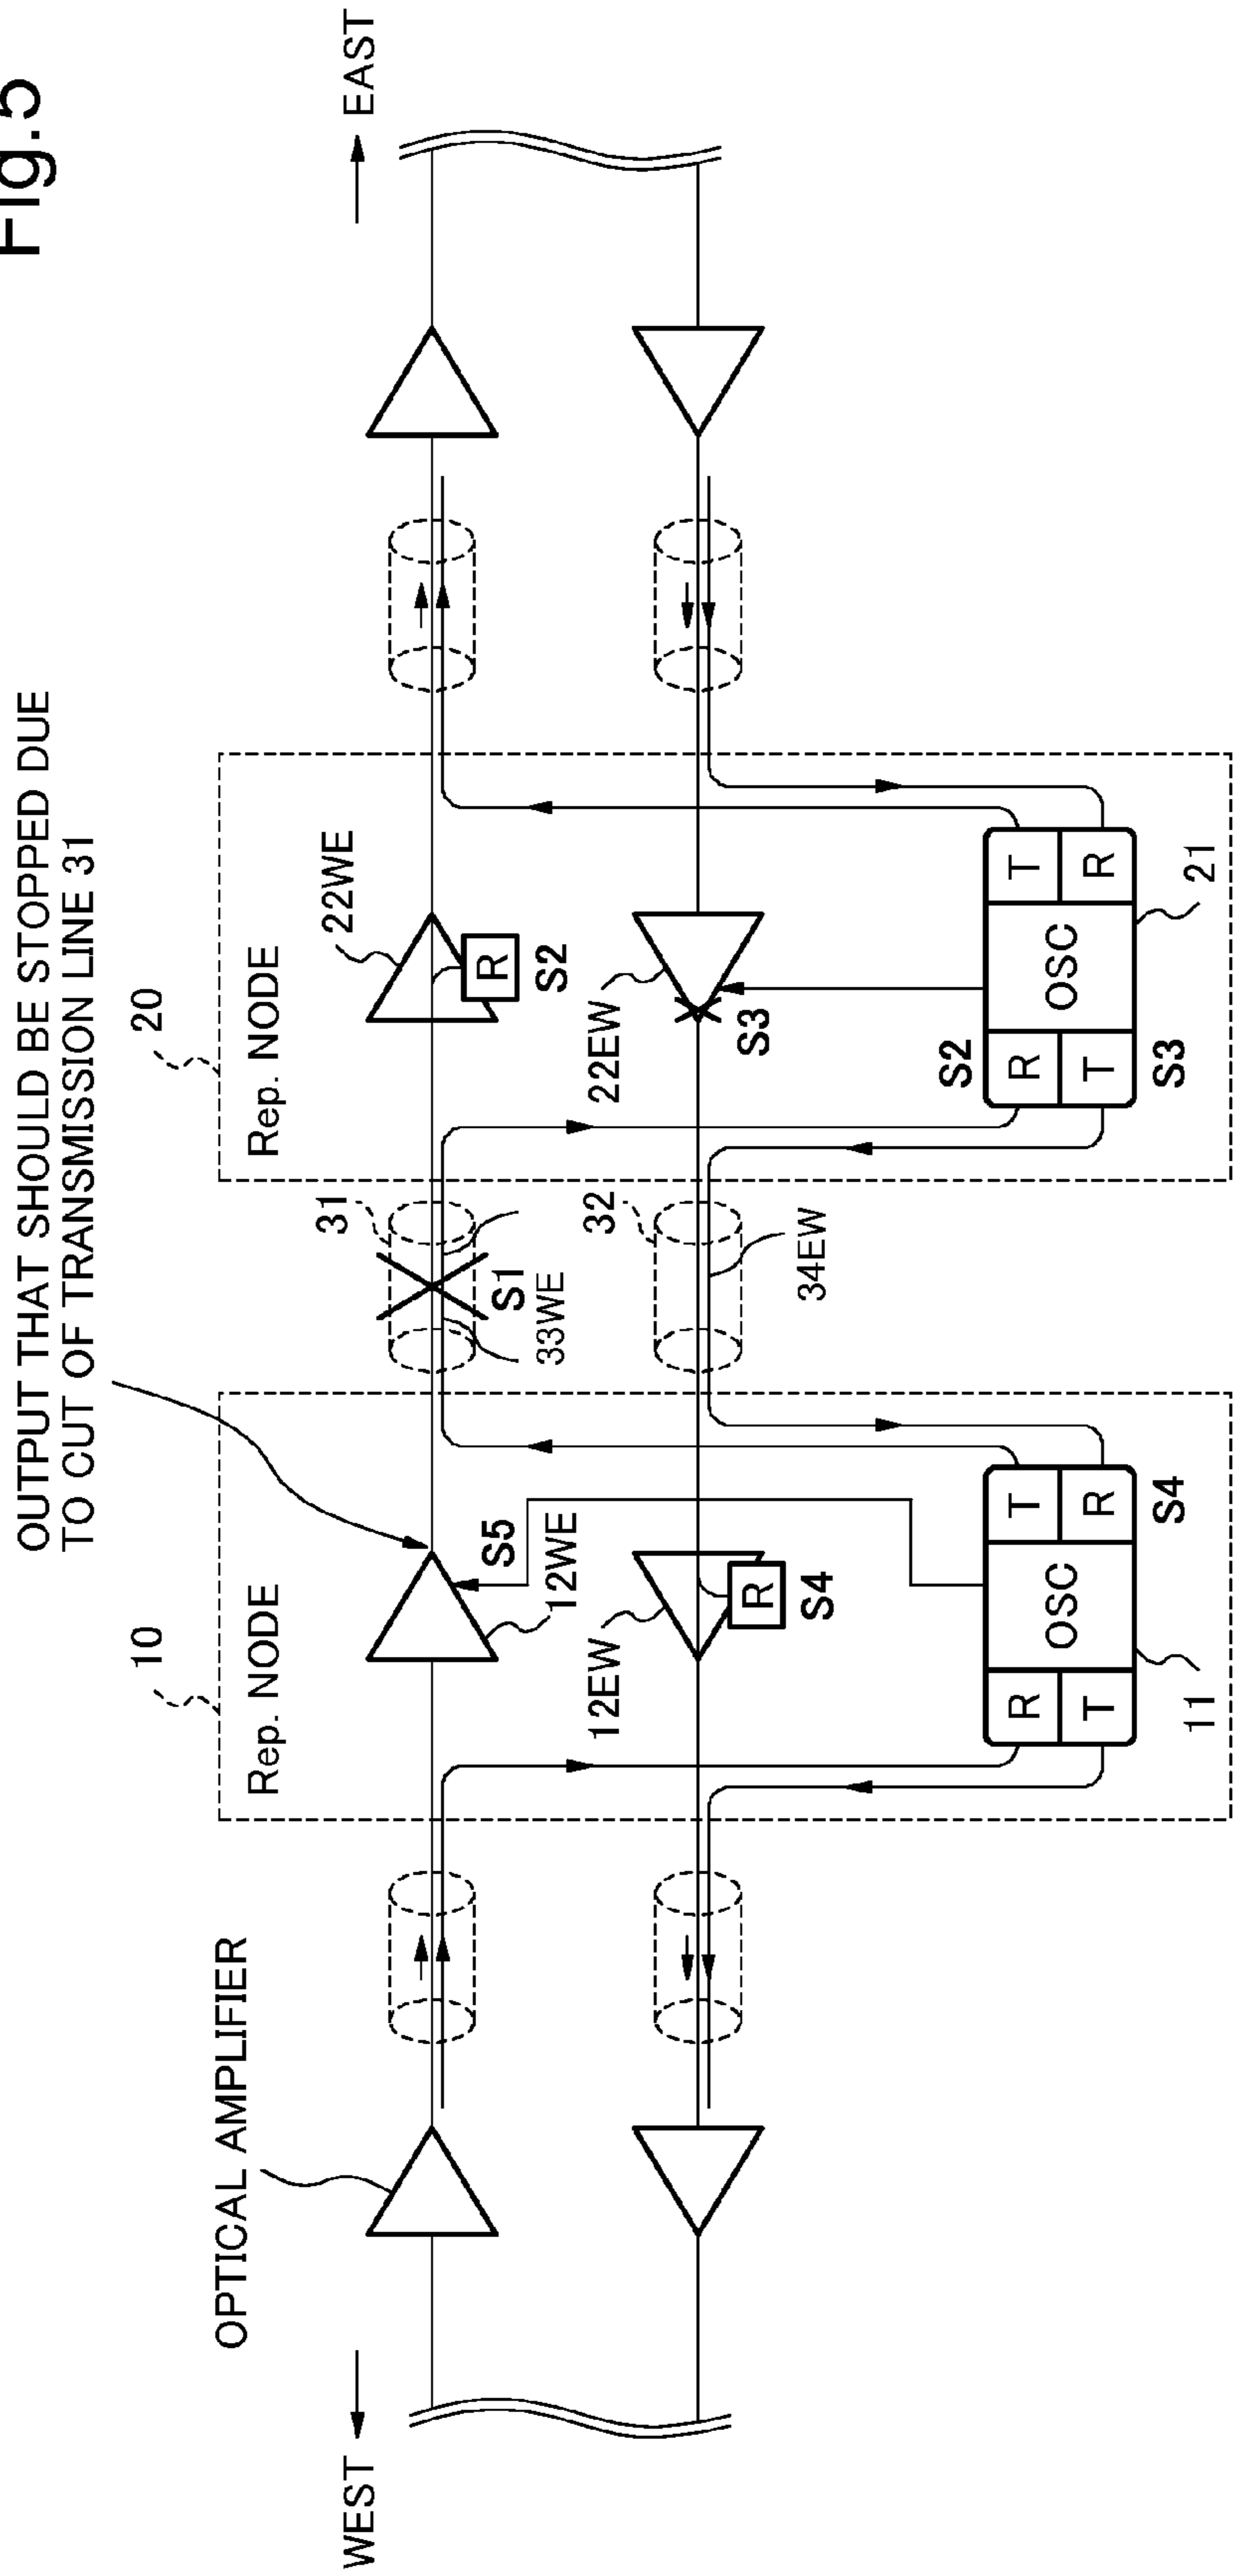 Fig.5
OUTPUT THAT SHOULD BE STOPPED DUE
TO CUT OF TRANSMISSION LINE 31
WEST
EAST
OPTICAL AMPLIFIER
10
Rep. NODE
S5
12WE
12EW
R
S4
R
T
OSC
T
R
S4
11
31
S1
33WE
32
34EW
20
Rep. NODE
22WE
R
S2
22EW
S3
S2
R
T
OSC
T
R
S3
21